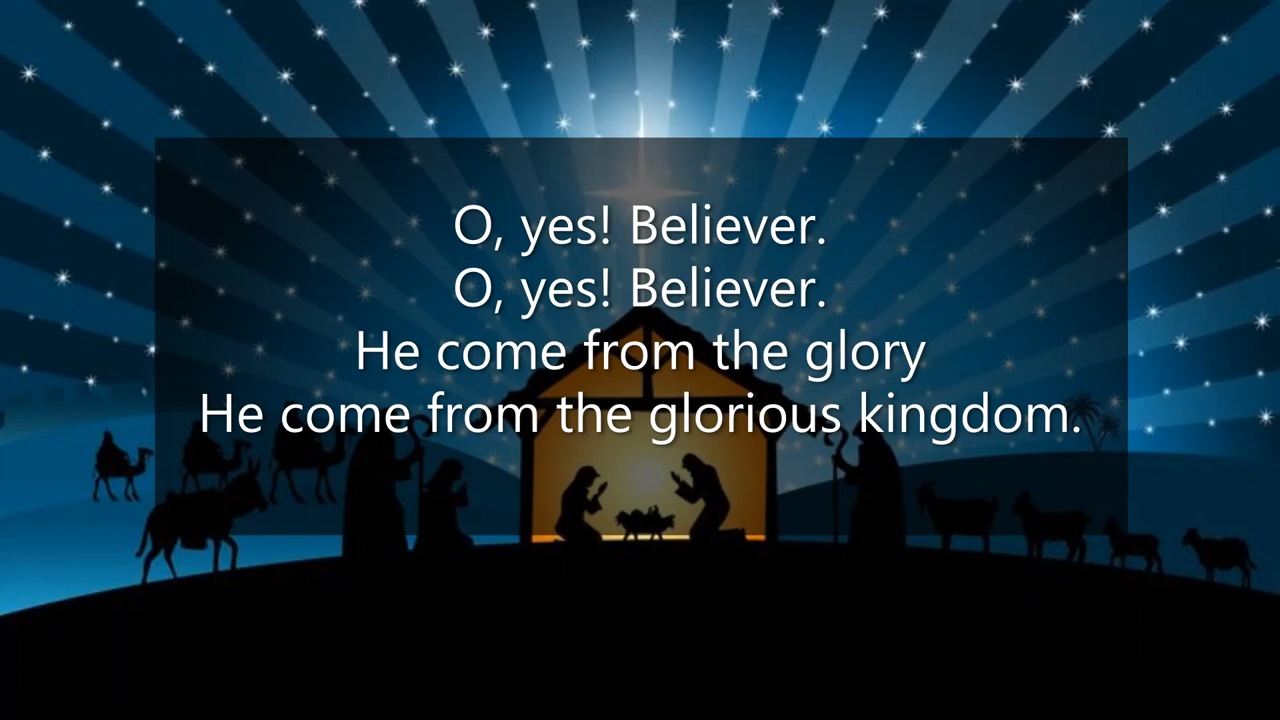 O, yes! Believer.
O, yes! Believer.
He come from the glory
He come from the glorious kingdom.